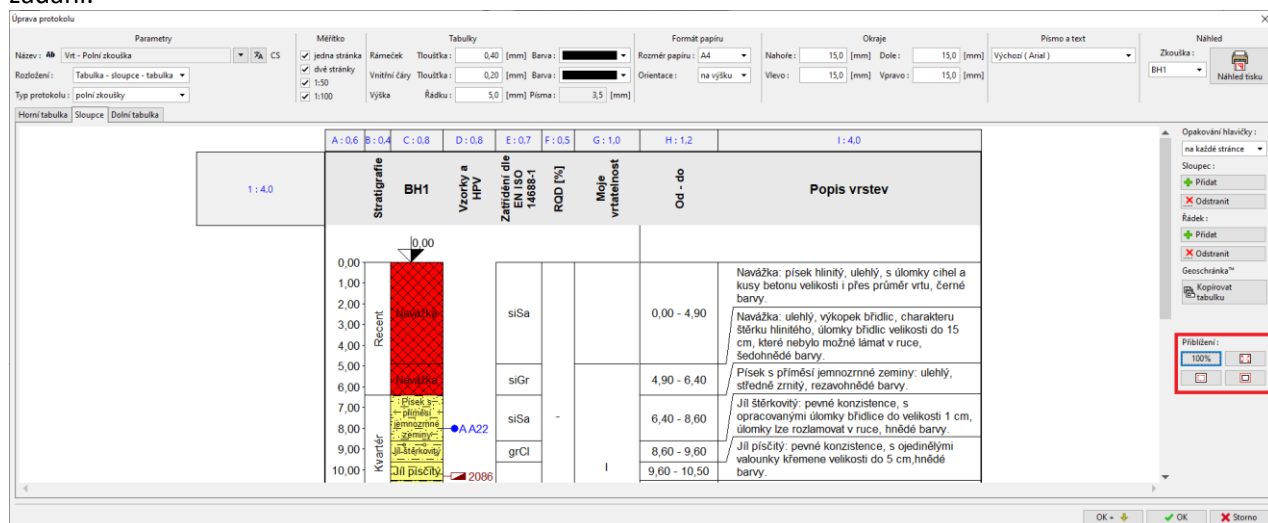 zadání.
Úprava protokolu
Parametry
Název : Ab Vrt - Polní zkouška CS
Rozložení : Tabulka - sloupce - tabulka
Typ protokolu : polní zkoušky
Měřítko
jedna stránka
dvě stránky
1:50
1:100
Tabulky
Rámeček Tloušťka : 0,40 [mm] Barva :
Vnitřní čáry Tloušťka : 0,20 [mm] Barva :
Výška Řádku : 5,0 [mm] Písma : 3,5 [mm]
Formát papíru
Rozměr papíru : A4
Orientace : na výšku
Okraje
Nahoře : 15,0 [mm] Dole : 15,0 [mm]
Vlevo : 15,0 [mm] Vpravo : 15,0 [mm]
Písmo a text
Výchozí ( Arial )
Náhled
Zkouška :
BH1
Náhled tisku
Horní tabulka Sloupce Dolní tabulka
A : 0,6 B : 0,4 C : 0,8 D : 0,8 E : 0,7 F : 0,5 G : 1,0 H : 1,2 I : 4,0
1 : 4,0
Stratigrafie
BH1
Vzorky a
HPV
Zatřídění dle
EN ISO
14688-1
RQD [%]
Moje
vrtatelnost
Od - do
Popis vrstev
0,00
0,00
1,00
2,00
3,00
4,00
5,00
6,00
7,00
8,00
9,00
10,00
Recent
Kvartér
Navážka
Navážka
Písek s
příměsí
jemnozrnné
zeminy
Jíl štěrkovitý
Jíl písčitý
A A22
2086
siSa
siGr
siSa
grCl
-
I
0,00 - 4,90
4,90 - 6,40
6,40 - 8,60
8,60 - 9,60
9,60 - 10,50
Navážka: písek hlinitý, ulehlý, s úlomky cihel a
kusy betonu velikosti i přes průměr vrtu, černé
barvy.
Navážka: ulehlý, výkopek břidlic, charakteru
štěrku hlinitého, úlomky břidlic velikosti do 15
cm, které nebylo možné lámat v ruce,
šedohnědé barvy.
Písek s příměsí jemnozrnné zeminy: ulehlý,
středně zrnitý, rezavohnědé barvy.
Jíl štěrkovitý: pevné konzistence, s
opracovanými úlomky břidlice do velikosti 1 cm,
úlomky lze rozlamovat v ruce, hnědé barvy.
Jíl písčitý: pevné konzistence, s ojedinělými
valounky křemene velikosti do 5 cm,hnědé
barvy.
Opakování hlavičky :
na každé stránce
Sloupec :
Přidat
Odstranit
Řádek :
Přidat
Odstranit
Geoschránka™
Kopírovat
tabulku
Přiblížení :
100%
OK + OK Storno